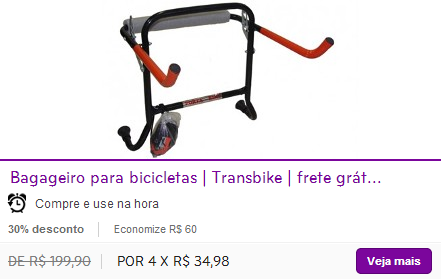 Bagageiro para bicicletas | Transbike | frete grát...
Compre e use na hora
30% desconto | Economize R$ 60
DE R$ 199,90 | POR 4 X R$ 34,98 Veja mais